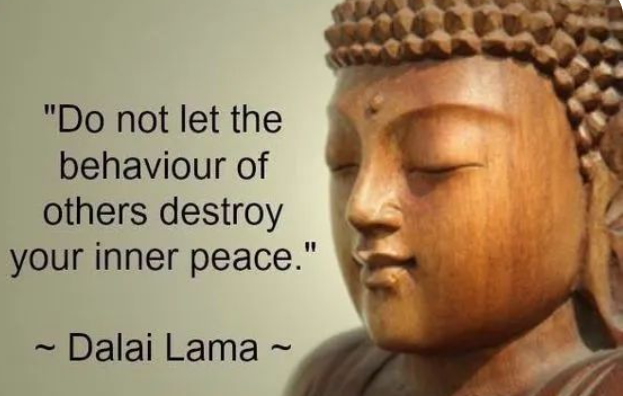 "Do not let the
behaviour of
others destroy
your inner peace."
~ Dalai Lama ~